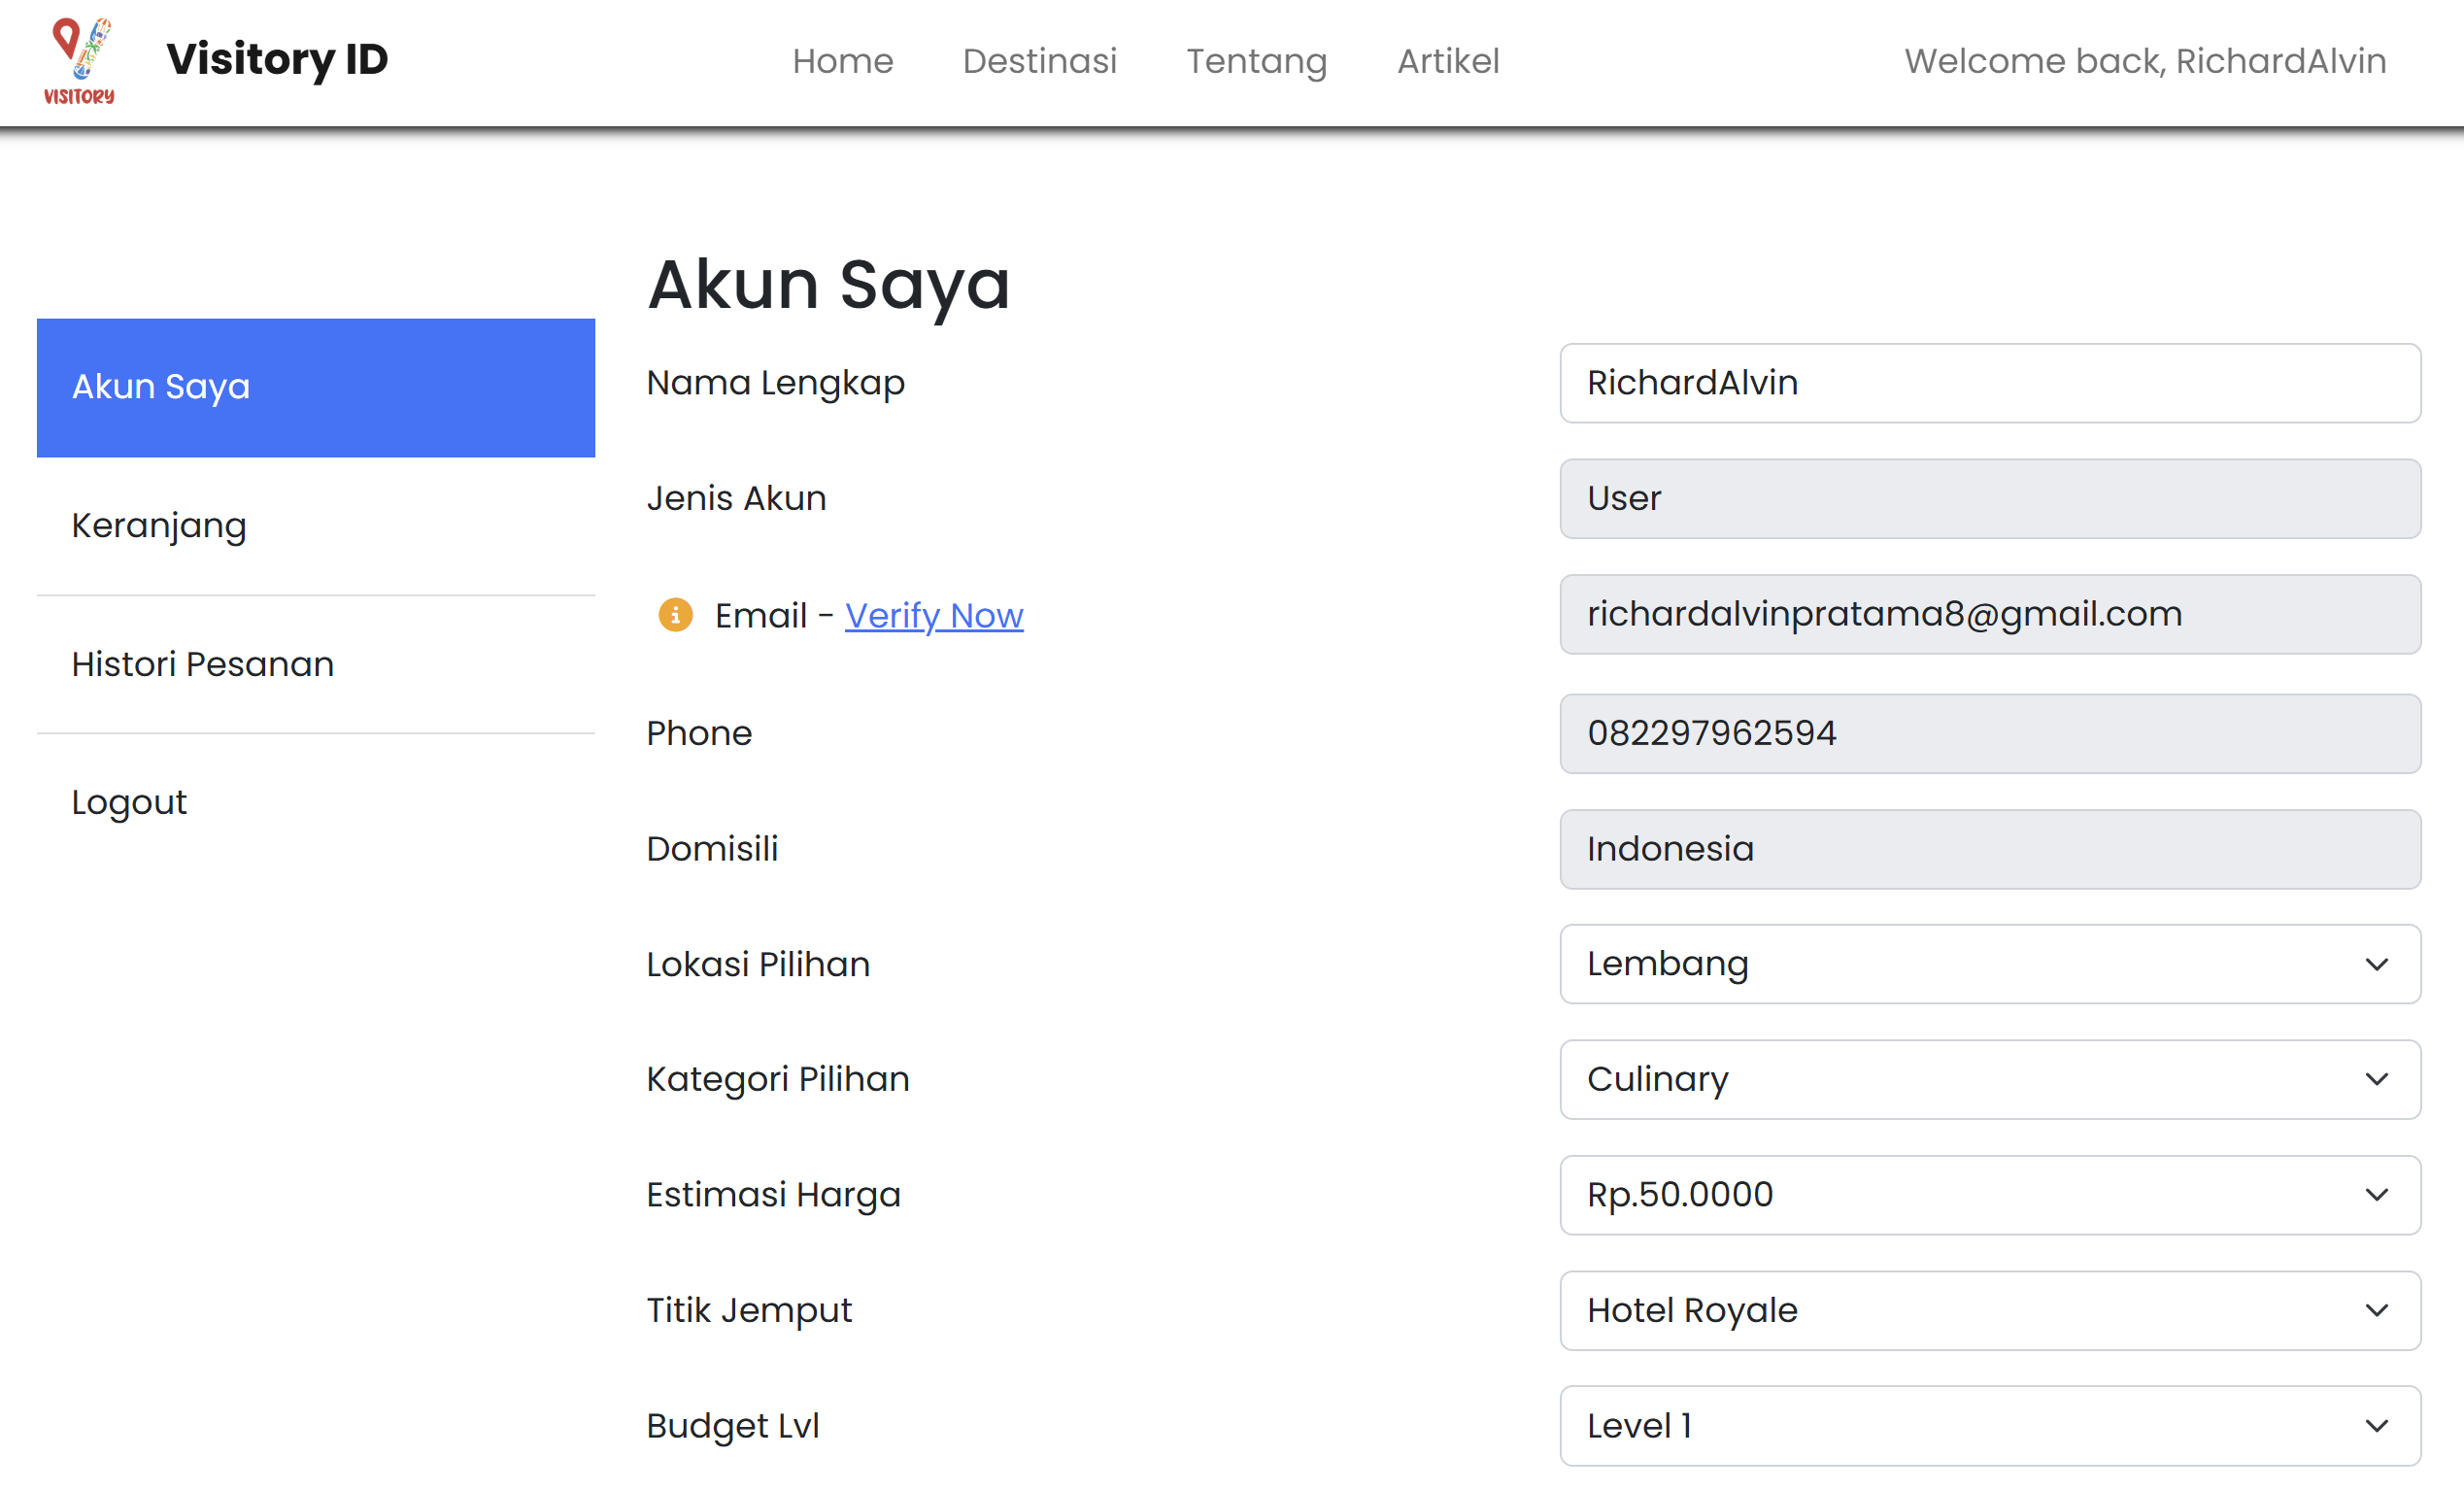 VISITORY
Visitory ID
Home Destinasi Tentang Artikel
Welcome back, RichardAlvin
Akun Saya
Keranjang
Histori Pesanan
Logout
Akun Saya
Nama Lengkap RichardAlvin
Jenis Akun User
Email - Verify Now richardalvinpratama8@gmail.com
Phone 082297962594
Domisili Indonesia
Lokasi Pilihan Lembang
Kategori Pilihan Culinary
Estimasi Harga Rp.50.0000
Titik Jemput Hotel Royale
Budget Lvl Level 1